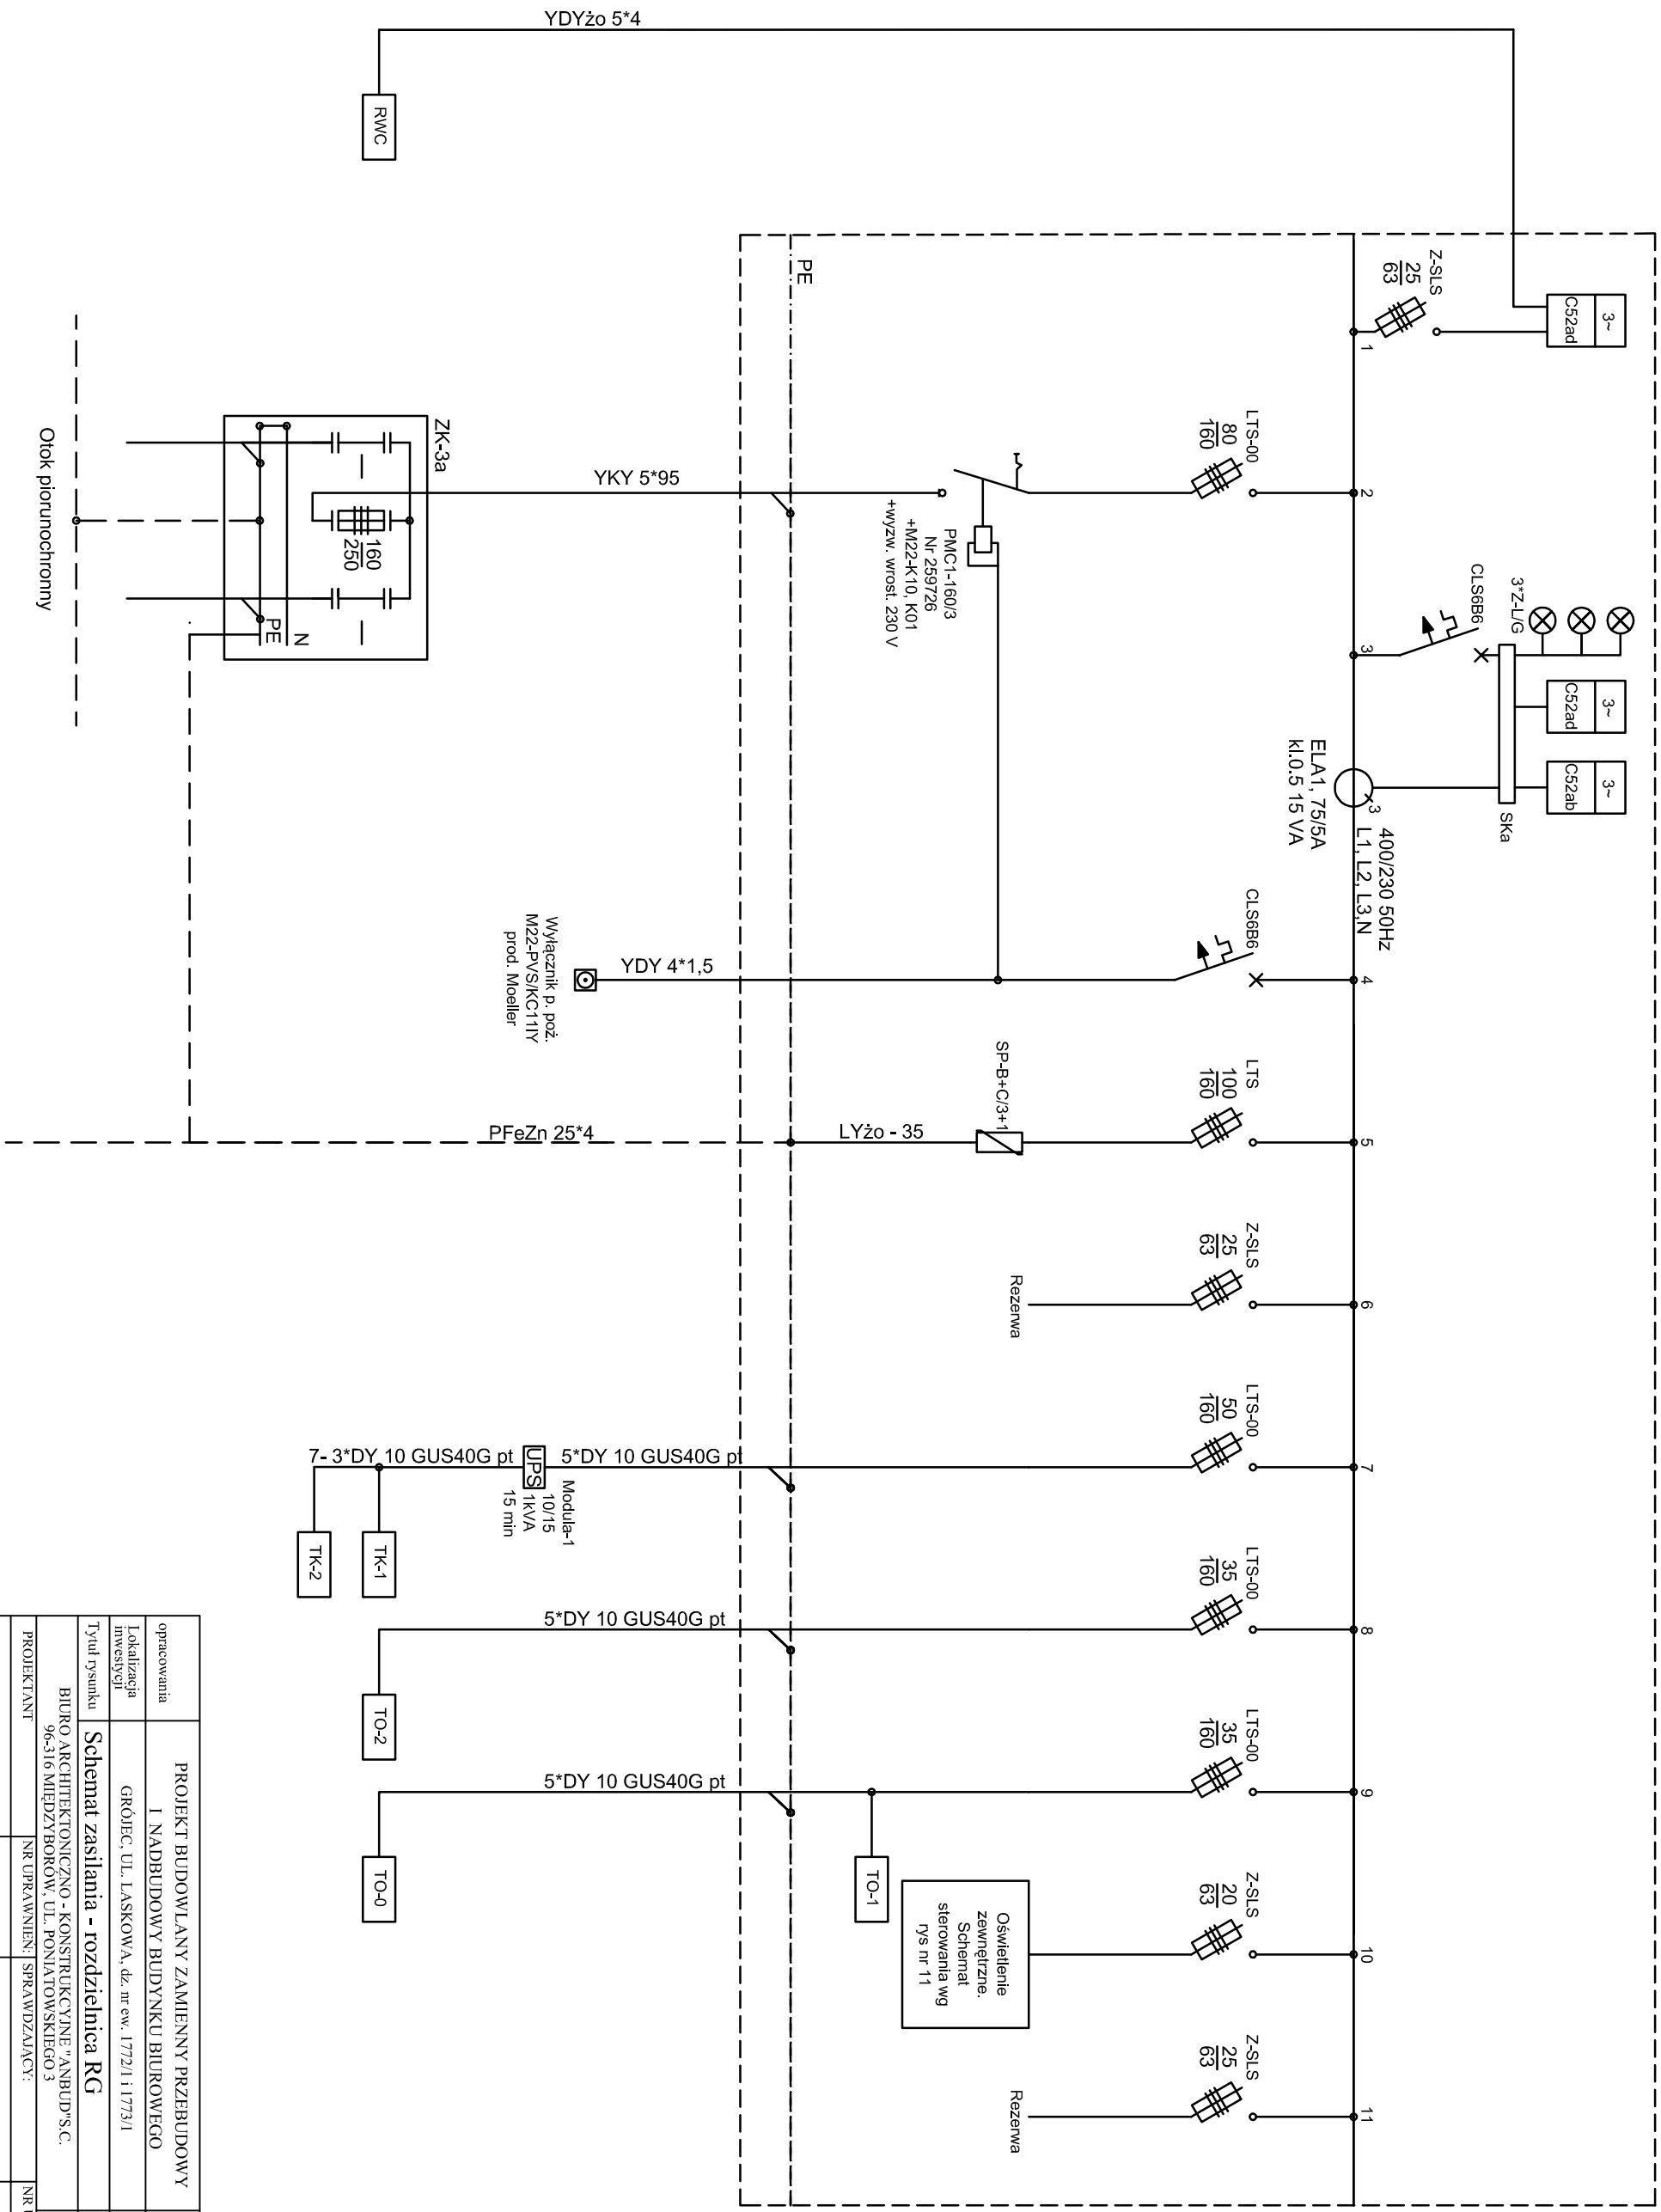 YDYżo 5*4
RWC
Z-SLS
25
63
3~
C52ad
1
PE
LTS-00
80
160
2
PMC1-160/3
Nr 259726
+M22-K10, K01
+wyzw. wrost. 230 V
YKY 5*95
ZK-3a
160
250
PE
N
Otok piorunochronny
3*Z-L/G
CLS6B6
3
3~
C52ad
3~
C52ab
SKa
3
400/230 50Hz
L1, L2, L3,N
ELA1, 75/5A
kl.0.5 15 VA
CLS6B6
4
YDY 4*1,5
Wyłącznik p. poż.
M22-PVS/KC11IY
prod. Moeller
LTS
100
160
5
SP-B+C/3+1
LYżo - 35
PFeZn 25*4
Z-SLS
25
63
6
Rezerwa
LTS-00
50
160
7
5*DY 10 GUS40G pt
UPS
Modula-1
10/15
1kVA
15 min
7- 3*DY 10 GUS40G pt
TK-1
TK-2
LTS-00
35
160
8
5*DY 10 GUS40G pt
TO-2
LTS-00
35
160
9
5*DY 10 GUS40G pt
TO-1
TO-0
Z-SLS
20
63
10
Oświetlenie
zewnętrzne.
Schemat
sterowania wg
rys nr 11
Z-SLS
25
63
11
Rezerwa
opracowania
PROJEKT BUDOWLANY ZAMIENNY PRZEBUDOWY
I NADBUDOWY BUDYNKU BIUROWEGO
Lokalizacja
inwestycji
GRÓJEC, UL. LASKOWA, dz. nr ew. 1772/1 i 1773/1
Tytuł rysunku
Schemat zasilania - rozdzielnica RG
BIURO ARCHITEKTONICZNO - KONSTRUKCYJNE "ANBUD"S.C.
96-316 MIĘDZYBORÓW, UL. PONIATOWSKIEGO 3
PROJEKTANT
NR UPRAWNIEŃ:
SPRAWDZAJĄCY:
NR